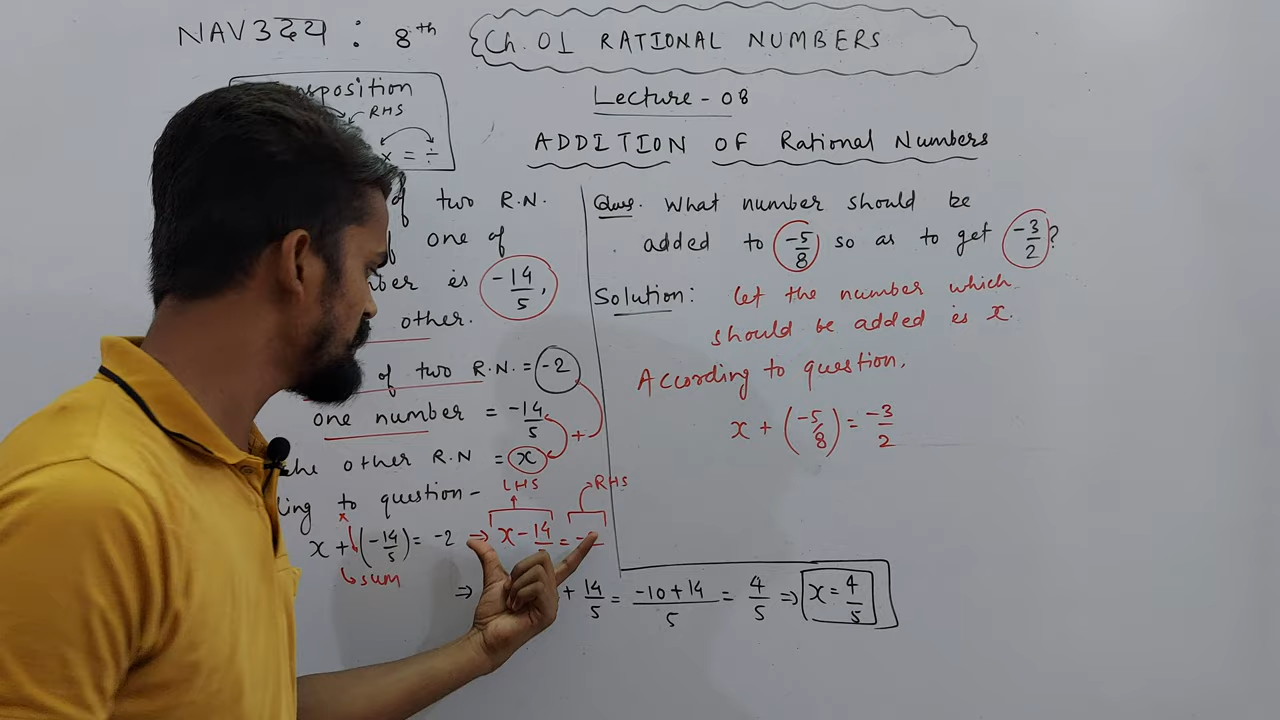 NAV3224 : 8th
Ch. 01 RATIONAL NUMBERS
Lecture - 08
ADDITION OF Rational Numbers
RHS
x = ÷
of two R.N.
one of
is -14/5,
other.
of two R.N. = -2
one number = -14/5
+
the other R.N = x
to question -
LHS
RHS
x + (-14/5) = -2 ⇒ x - 14
sum
⇒ + 14/5 = -10+14/5 = 4/5 ⇒ x = 4/5
Ques. What number should be
added to -5/8 so as to get -3/2?
Solution: Let the number which
should be added is x.
According to question,
x + (-5/8) = -3/2